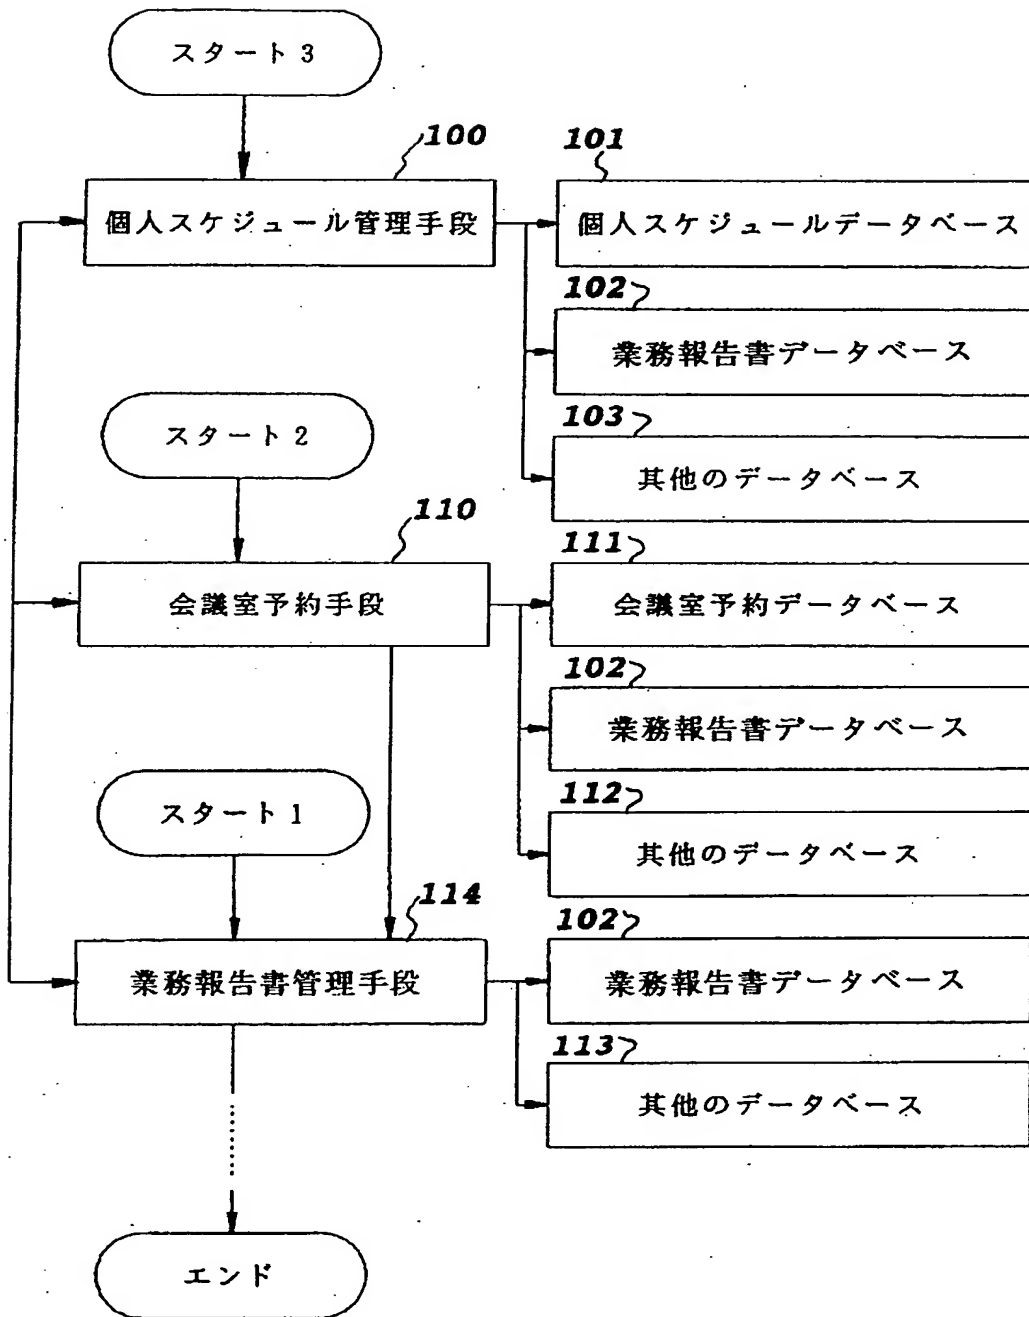 スタート3
100
101
個人スケジュール管理手段
個人スケジュールデータベース
102
業務報告書データベース
スタート2
103
其他のデータベース
110
111
会議室予約手段
会議室予約データベース
102
業務報告書データベース
スタート1
112
其他のデータベース
114
102
業務報告書管理手段
業務報告書データベース
113
其他のデータベース
エンド